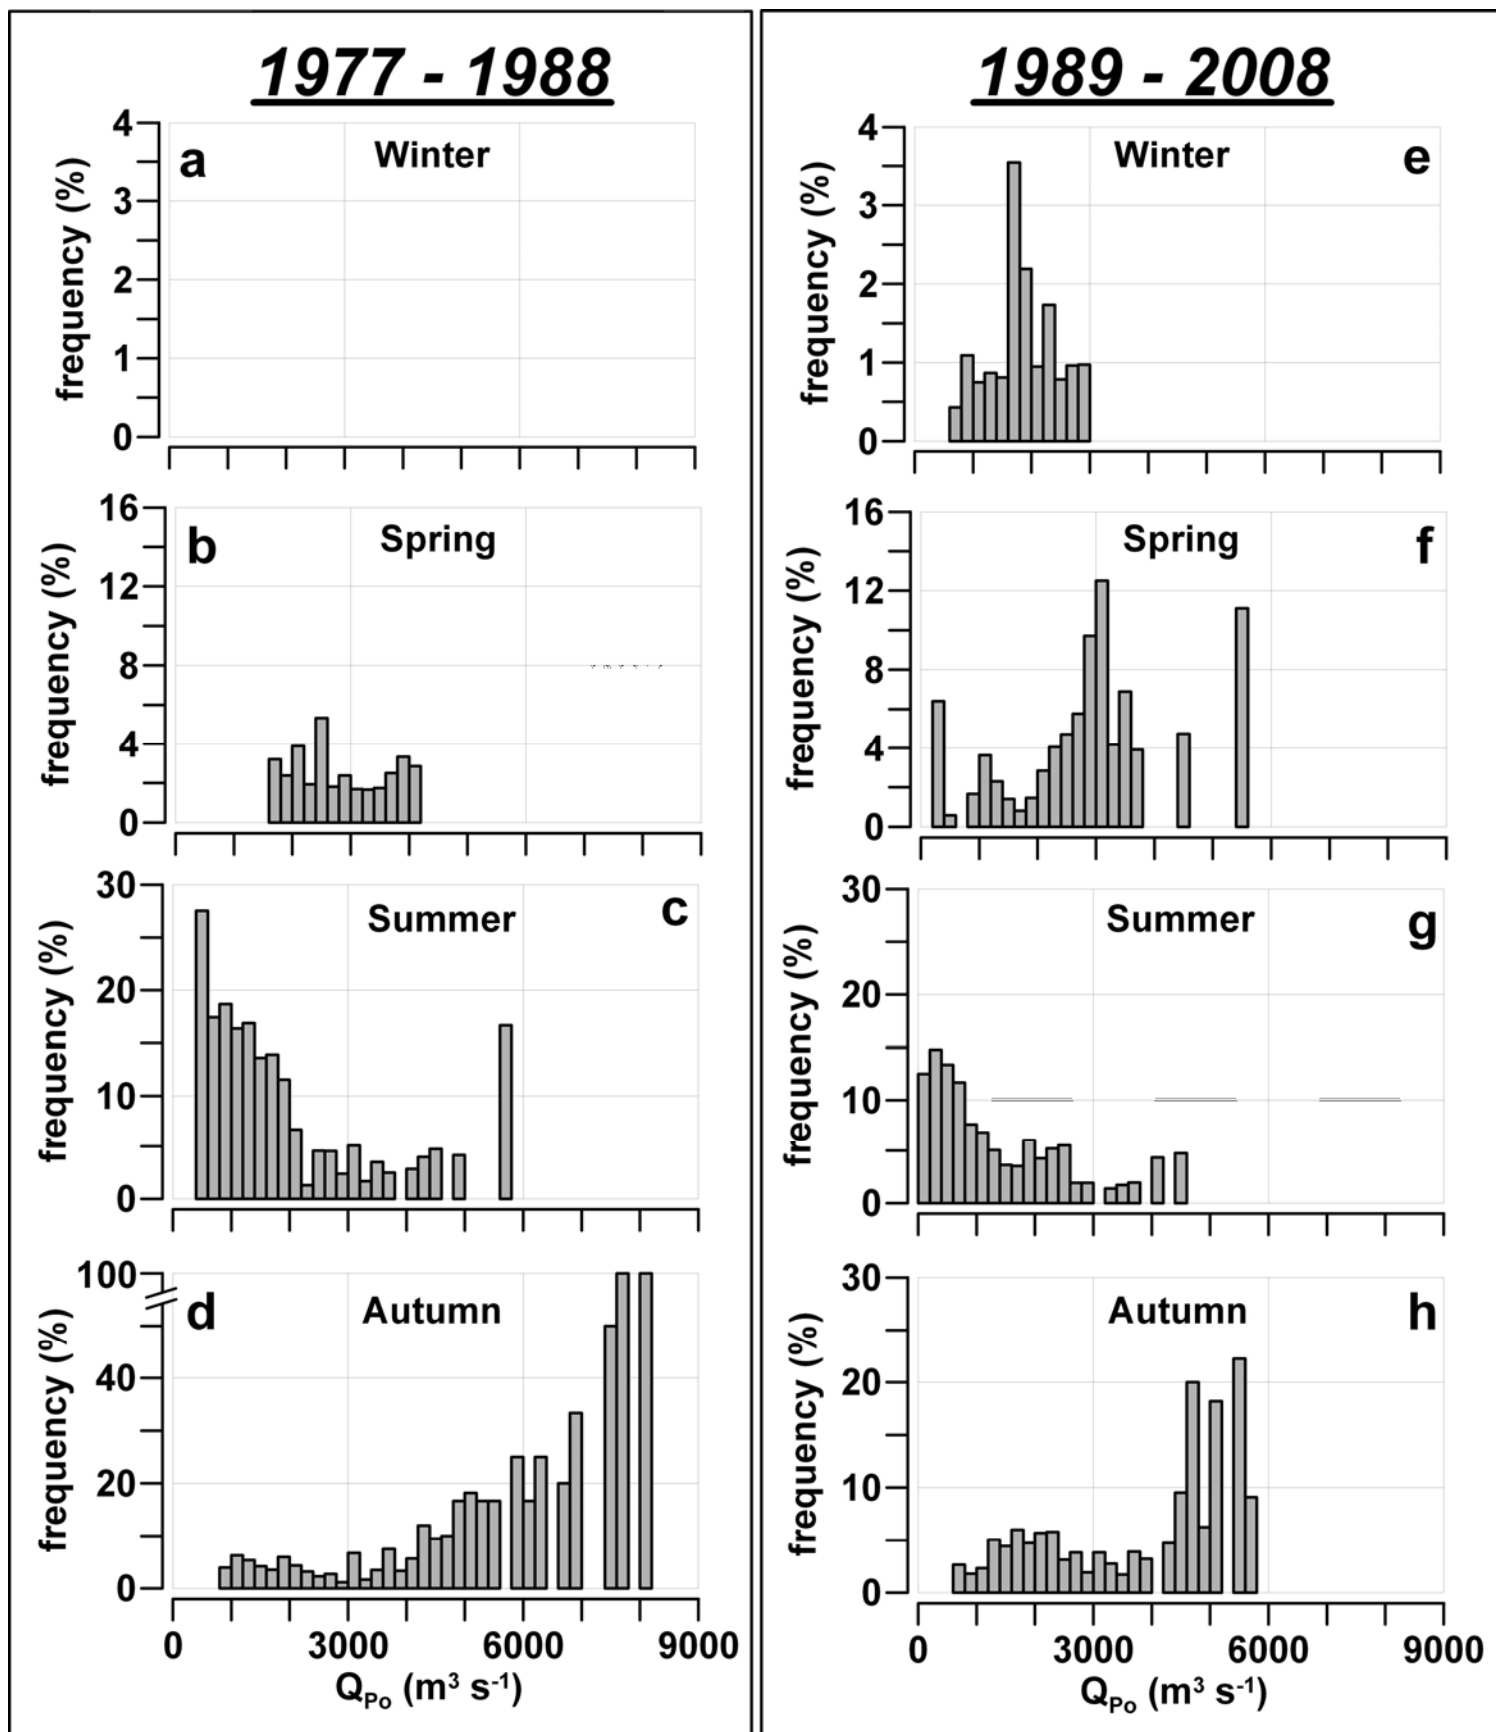 1977 - 1988
4
3
2
1
0
frequency (%)
a
Winter
16
12
8
4
0
frequency (%)
b
Spring
30
20
10
0
frequency (%)
Summer
c
100
40
20
0
frequency (%)
d
Autumn
0 3000 6000 9000
QPo (m³ s⁻¹)
1989 - 2008
4
3
2
1
0
frequency (%)
Winter
e
16
12
8
4
0
frequency (%)
Spring
f
30
20
10
0
frequency (%)
Summer
g
30
20
10
0
frequency (%)
Autumn
h
0 3000 6000 9000
QPo (m³ s⁻¹)